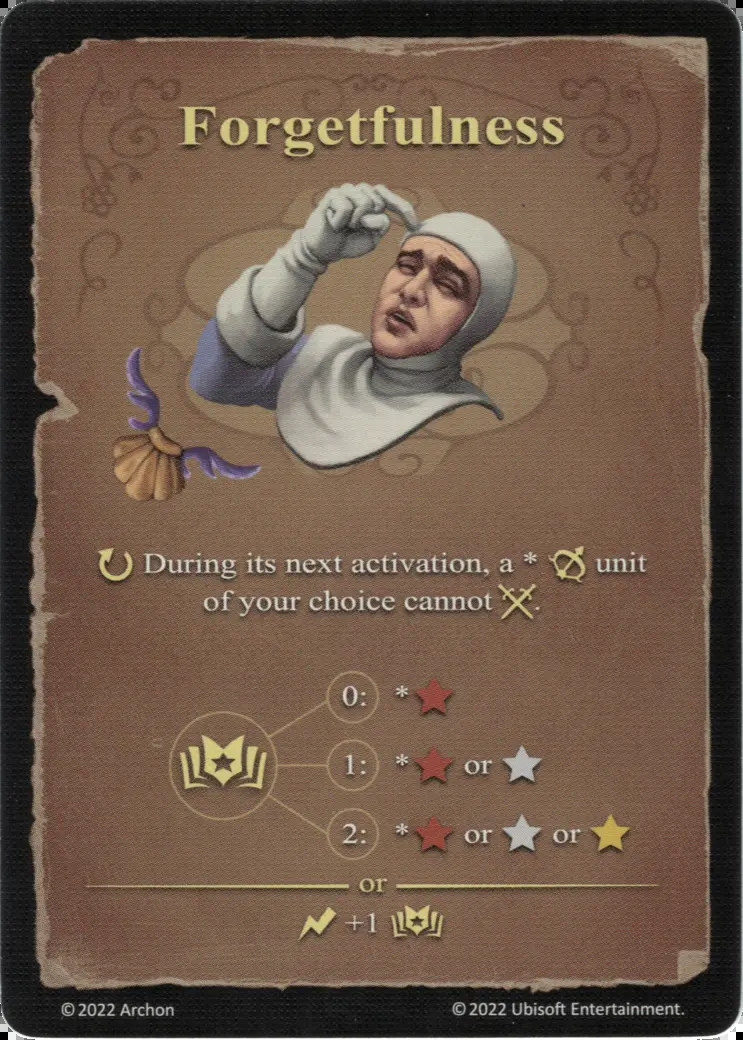 Forgetfulness
During its next activation, a * unit
of your choice cannot .
0: *
1: * or
2: * or or
or
+1
© 2022 Archon
© 2022 Ubisoft Entertainment.